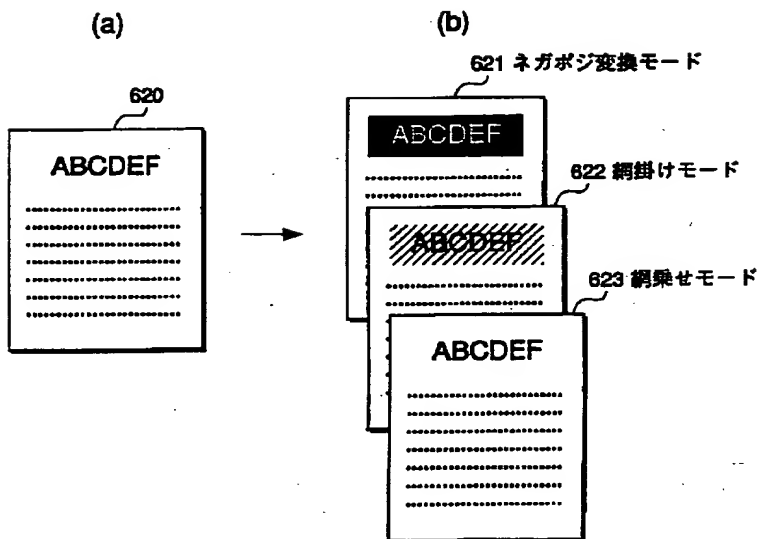 (a)
620
ABCDEF
(b)
621 ネガポジ変換モード
ABCDEF
622 網掛けモード
ABCDEF
623 網乗せモード
ABCDEF